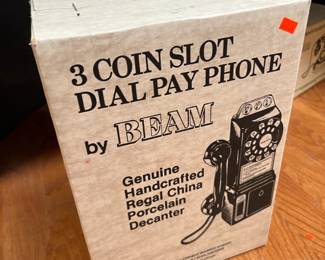 3 COIN SLOT
DIAL PAY PHONE
by BEAM
Genuine
Handcrafted
Regal China
Porcelain
Decanter